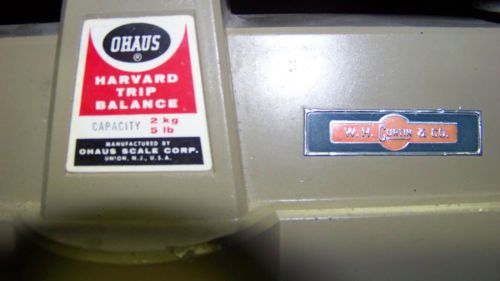 OHAUS
®
HARVARD
TRIP
BALANCE
CAPACITY 2 kg
5 lb
MANUFACTURED BY
OHAUS SCALE CORP.
UNION, N.J., U.S.A.
W. H. CURTIN & CO.